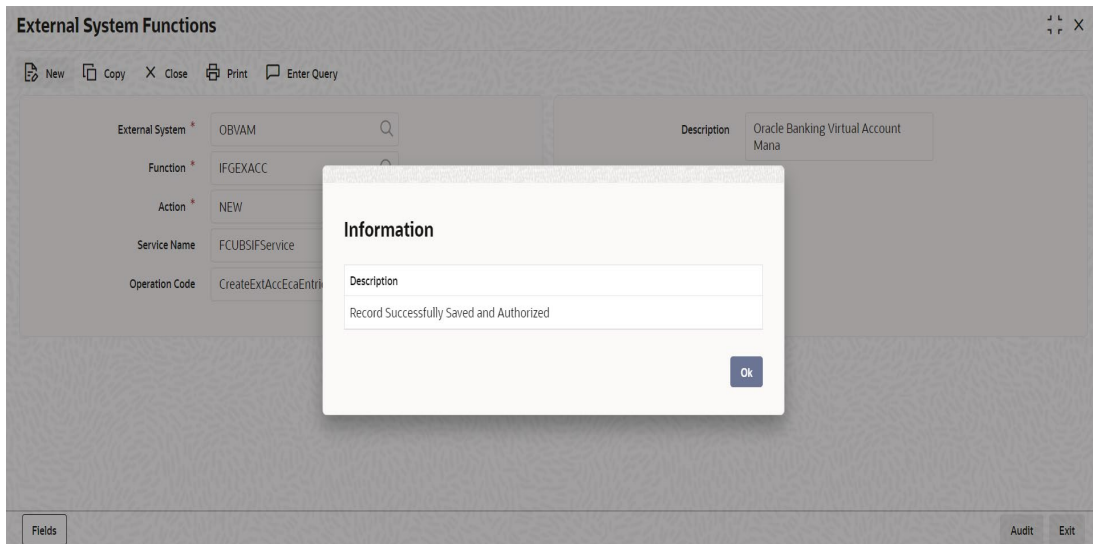 External System Functions
New Copy Close Print Enter Query
External System * OBVAM
Description Oracle Banking Virtual Account
Mana
Function * IFGEXACC
Action * NEW
Service Name FCUBSIFService
Operation Code CreateExtAccEcaEntri
Information
Description
Record Successfully Saved and Authorized
Ok
Fields
Audit Exit